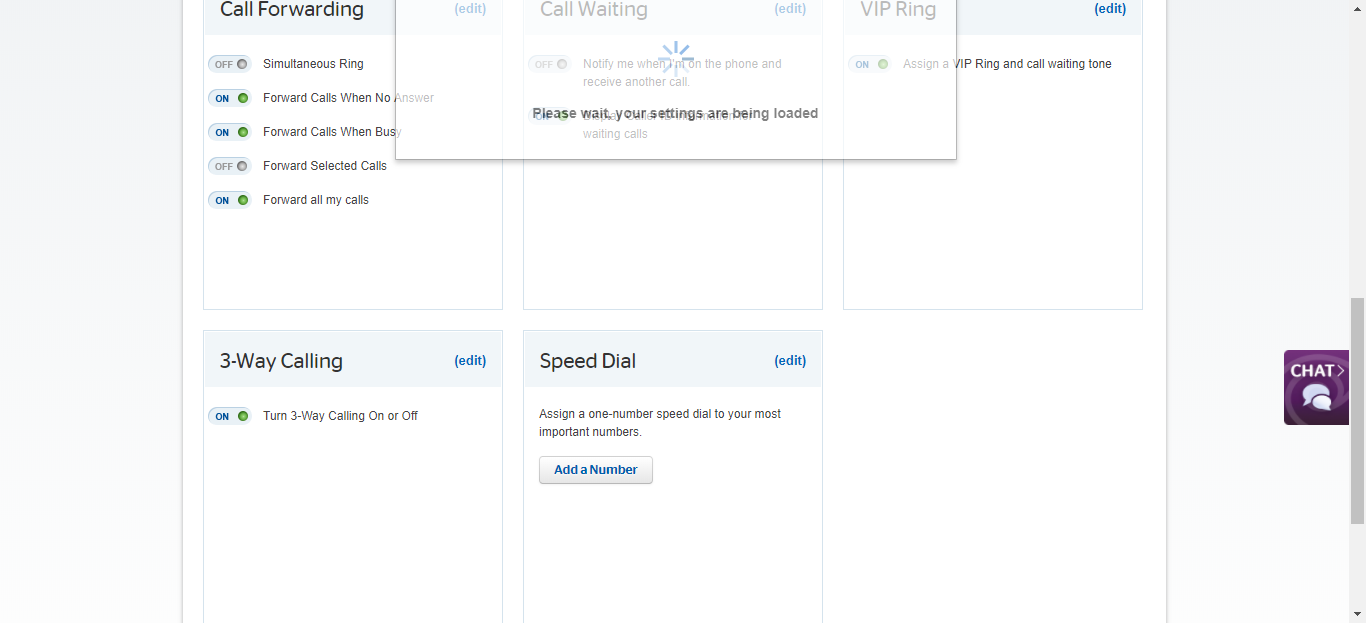 Call Forwarding (edit)
OFF Simultaneous Ring
ON Forward Calls When No Answer
ON Forward Calls When Busy
OFF Forward Selected Calls
ON Forward all my calls
Call Waiting (edit)
OFF Notify me when I'm on the phone and
receive another call.
Please wait, your settings are being loaded
waiting calls
VIP Ring (edit)
ON Assign a VIP Ring and call waiting tone
3-Way Calling (edit)
ON Turn 3-Way Calling On or Off
Speed Dial (edit)
Assign a one-number speed dial to your most
important numbers.
Add a Number
CHAT>